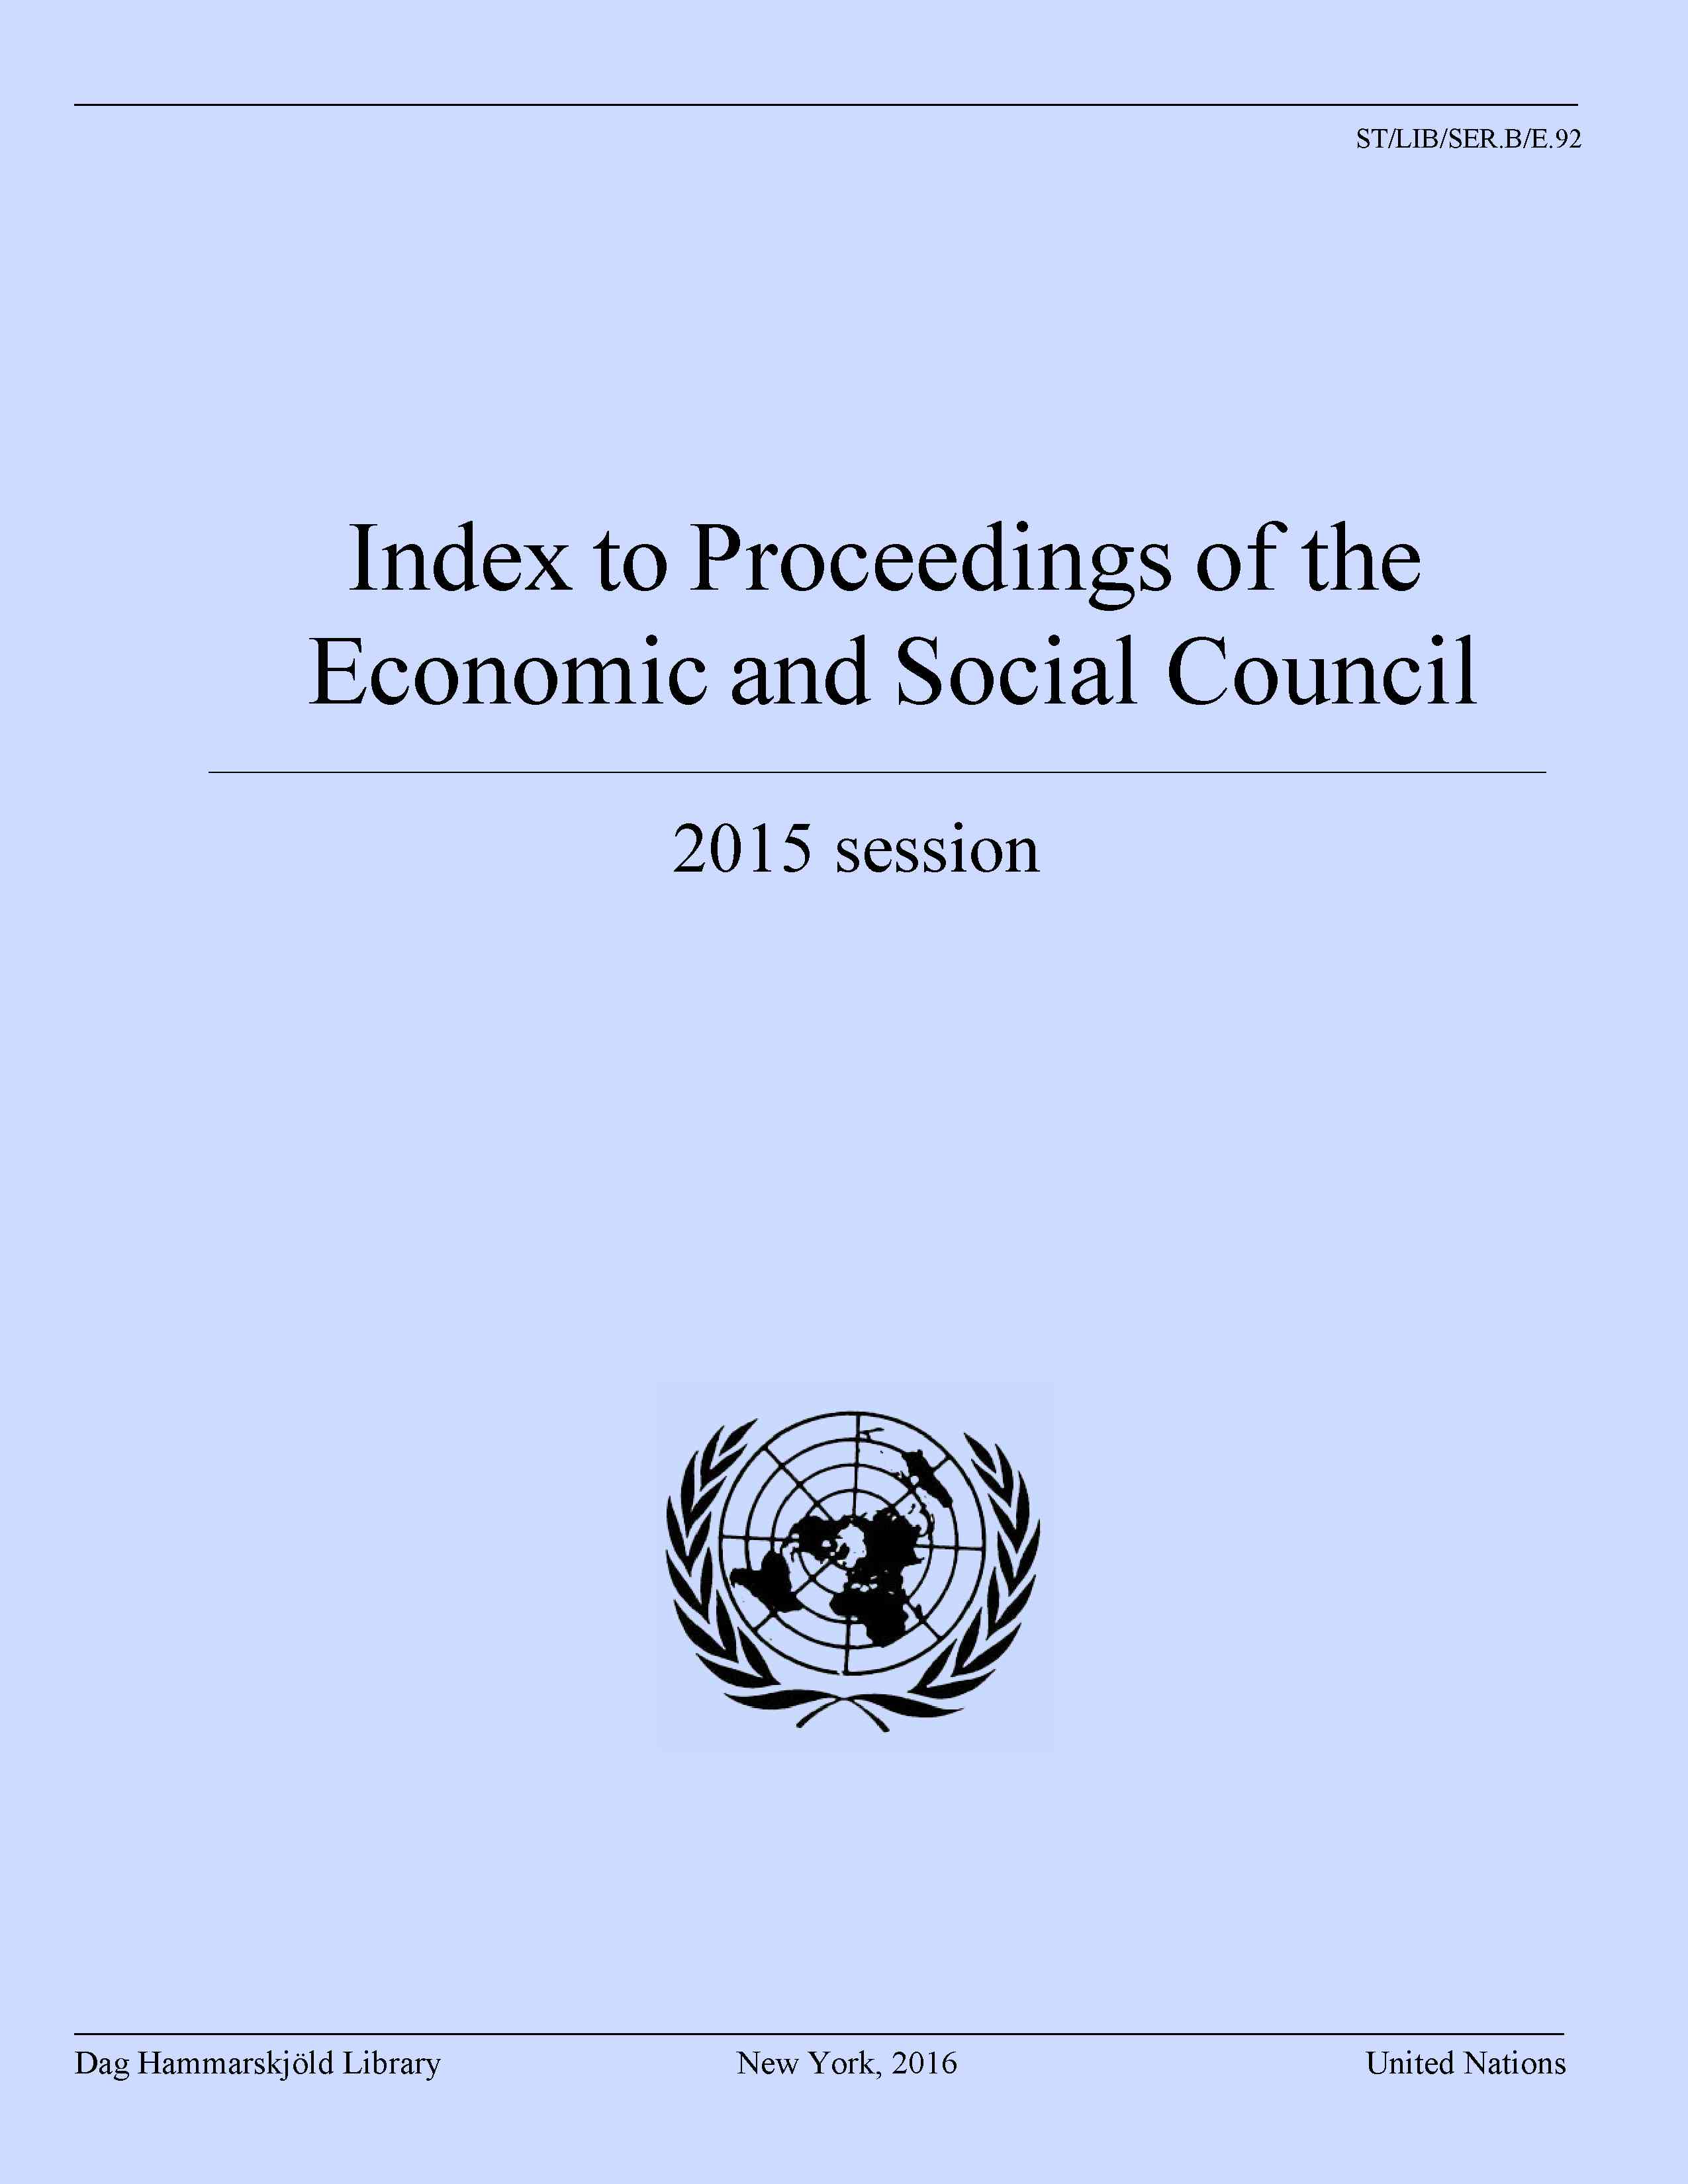 ST/LIB/SER.B/E.92
Index to Proceedings of the
Economic and Social Council
2015 session
Dag Hammarskjöld Library New York, 2016 United Nations